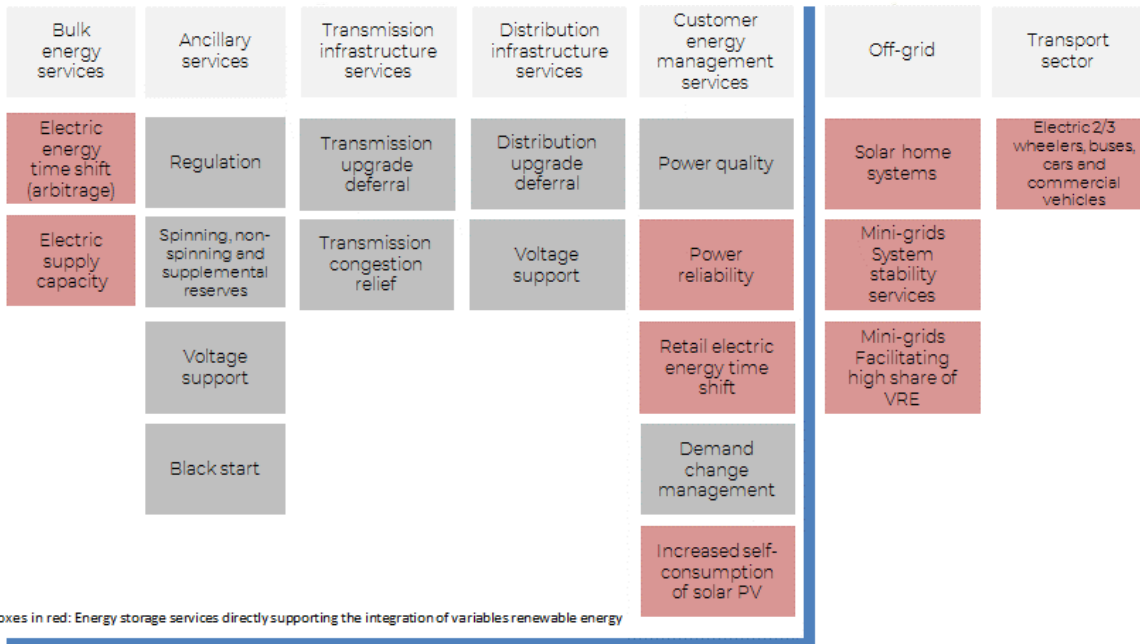 Bulk
energy
services
Ancillary
services
Transmission
infrastructure
services
Distribution
infrastructure
services
Customer
energy
management
services
Off-grid
Transport
sector
Electric
energy
time shift
(arbitrage)
Electric
supply
capacity
Regulation
Spinning, non-
spinning and
supplemental
reserves
Voltage
support
Black start
Transmission
upgrade
deferral
Transmission
congestion
relief
Distribution
upgrade
deferral
Voltage
support
Power quality
Power
reliability
Retail electric
energy time
shift
Demand
change
management
Increased self-
consumption
of solar PV
Solar home
systems
Mini-grids
System
stability
services
Mini-grids
Facilitating
high share of
VRE
Electric 2/3
wheelers, buses,
cars and
commercial
vehicles
oxes in red: Energy storage services directly supporting the integration of variables renewable energy